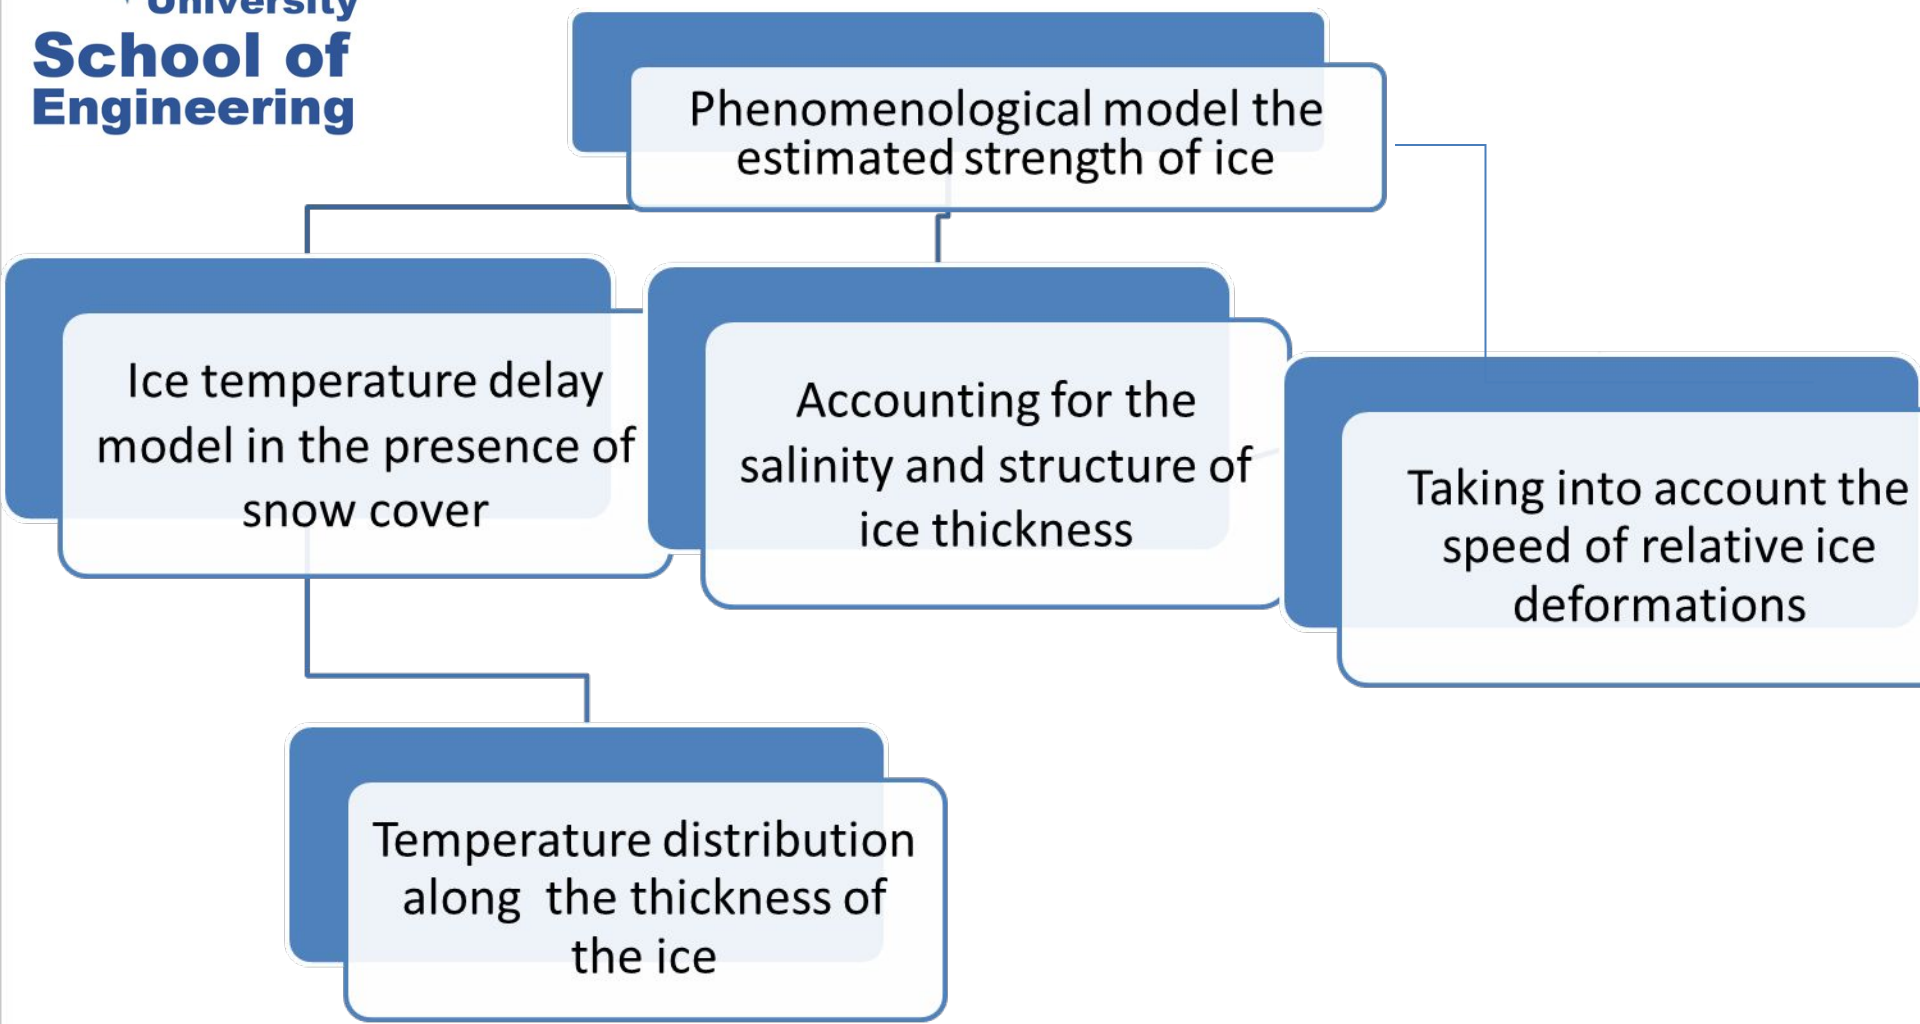 University
School of
Engineering
Phenomenological model the
estimated strength of ice
Ice temperature delay
model in the presence of
snow cover
Accounting for the
salinity and structure of
ice thickness
Taking into account the
speed of relative ice
deformations
Temperature distribution
along  the thickness of
the ice